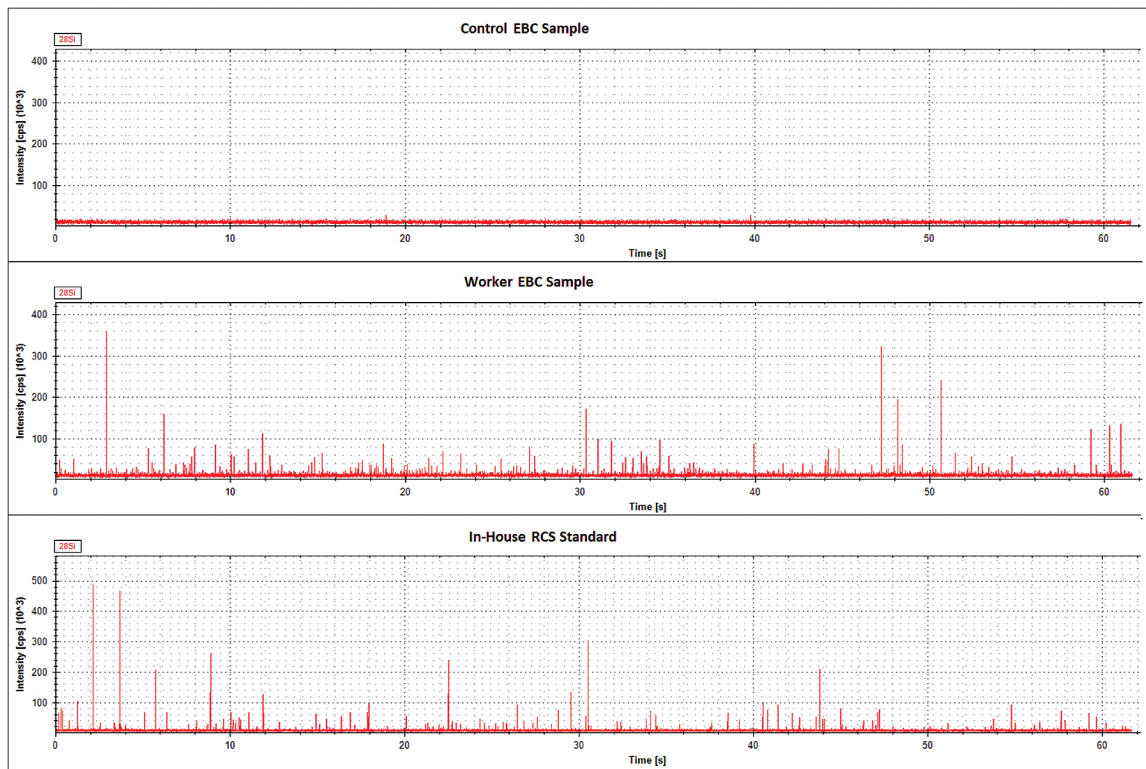 Control EBC Sample
28Si
Intensity [cps] (10^3)
400
300
200
100
0 10 20 30 40 50 60
Time [s]
Worker EBC Sample
28Si
Intensity [cps] (10^3)
400
300
200
100
0 10 20 30 40 50 60
Time [s]
In-House RCS Standard
28Si
Intensity [cps] (10^3)
500
400
300
200
100
0 10 20 30 40 50 60
Time [s]